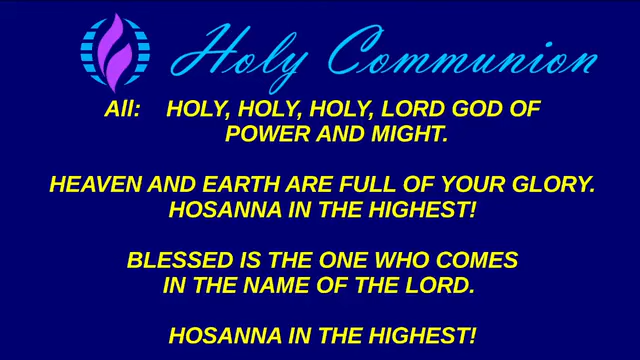 Holy Communion
All: HOLY, HOLY, HOLY, LORD GOD OF
POWER AND MIGHT.
HEAVEN AND EARTH ARE FULL OF YOUR GLORY.
HOSANNA IN THE HIGHEST!
BLESSED IS THE ONE WHO COMES
IN THE NAME OF THE LORD.
HOSANNA IN THE HIGHEST!